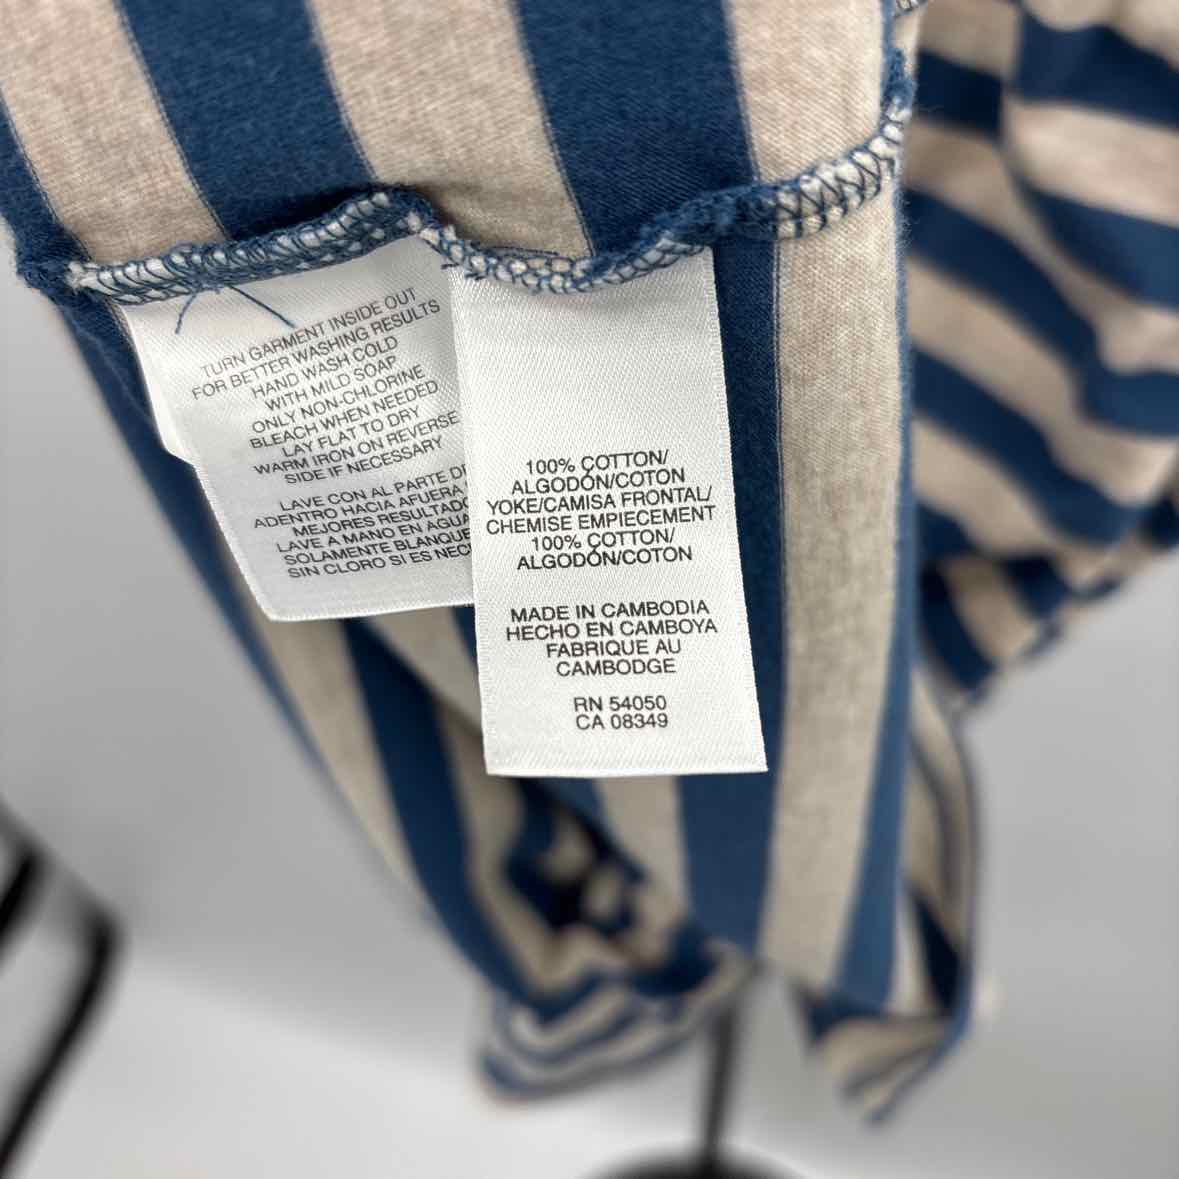 TURN GARMENT INSIDE OUT
FOR BETTER WASHING RESULTS
HAND WASH COLD
WITH MILD SOAP
ONLY NON-CHLORINE
BLEACH WHEN NEEDED
LAY FLAT TO DRY
WARM IRON ON REVERSE
SIDE IF NECESSARY
LAVE CON AL PARTE DE
ADENTRO HACIA AFUERA
MEJORES RESULTADO
LAVE A MANO EN AGUA
SOLAMENTE BLANQUE
SIN CLORO SI ES NEC
100% COTTON/
ALGODÓN/COTON
YOKE/CAMISA FRONTAL/
CHEMISE EMPIECEMENT
100% COTTON/
ALGODÓN/COTON
MADE IN CAMBODIA
HECHO EN CAMBOYA
FABRIQUE AU
CAMBODGE
RN 54050
CA 08349